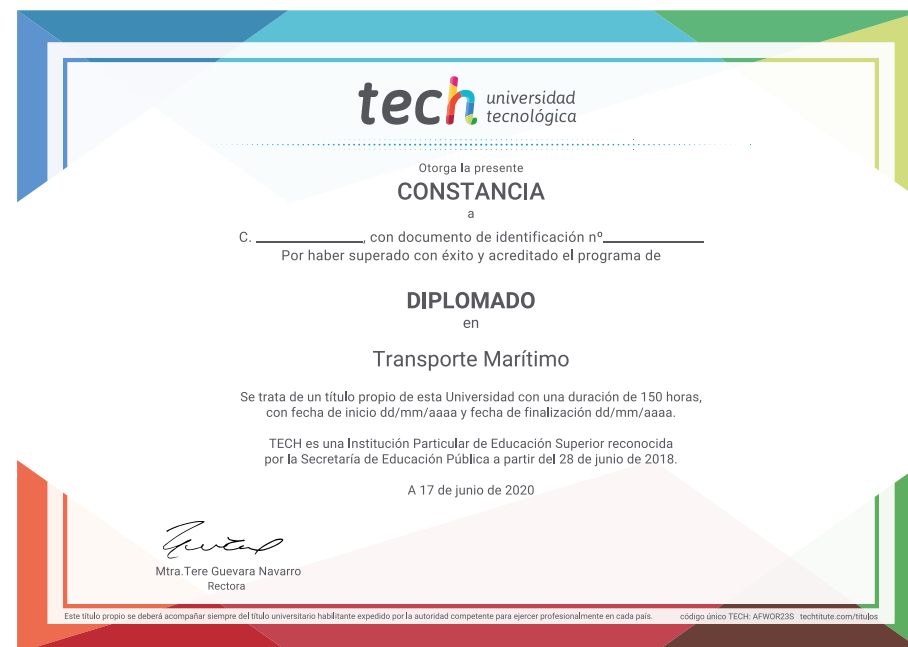 tech universidad
tecnológica
Otorga la presente
CONSTANCIA
a
C. ______________, con documento de identificación nº______________
Por haber superado con éxito y acreditado el programa de
DIPLOMADO
en
Transporte Marítimo
Se trata de un título propio de esta Universidad con una duración de 150 horas,
con fecha de inicio dd/mm/aaaa y fecha de finalización dd/mm/aaaa.
TECH es una Institución Particular de Educación Superior reconocida
por la Secretaría de Educación Pública a partir del 28 de junio de 2018.
A 17 de junio de 2020
Mtra.Tere Guevara Navarro
Rectora
Este título propio se deberá acompañar siempre del título universitario habilitante expedido por la autoridad competente para ejercer profesionalmente en cada país. código único TECH: AFWOR23S techtitute.com/titulos